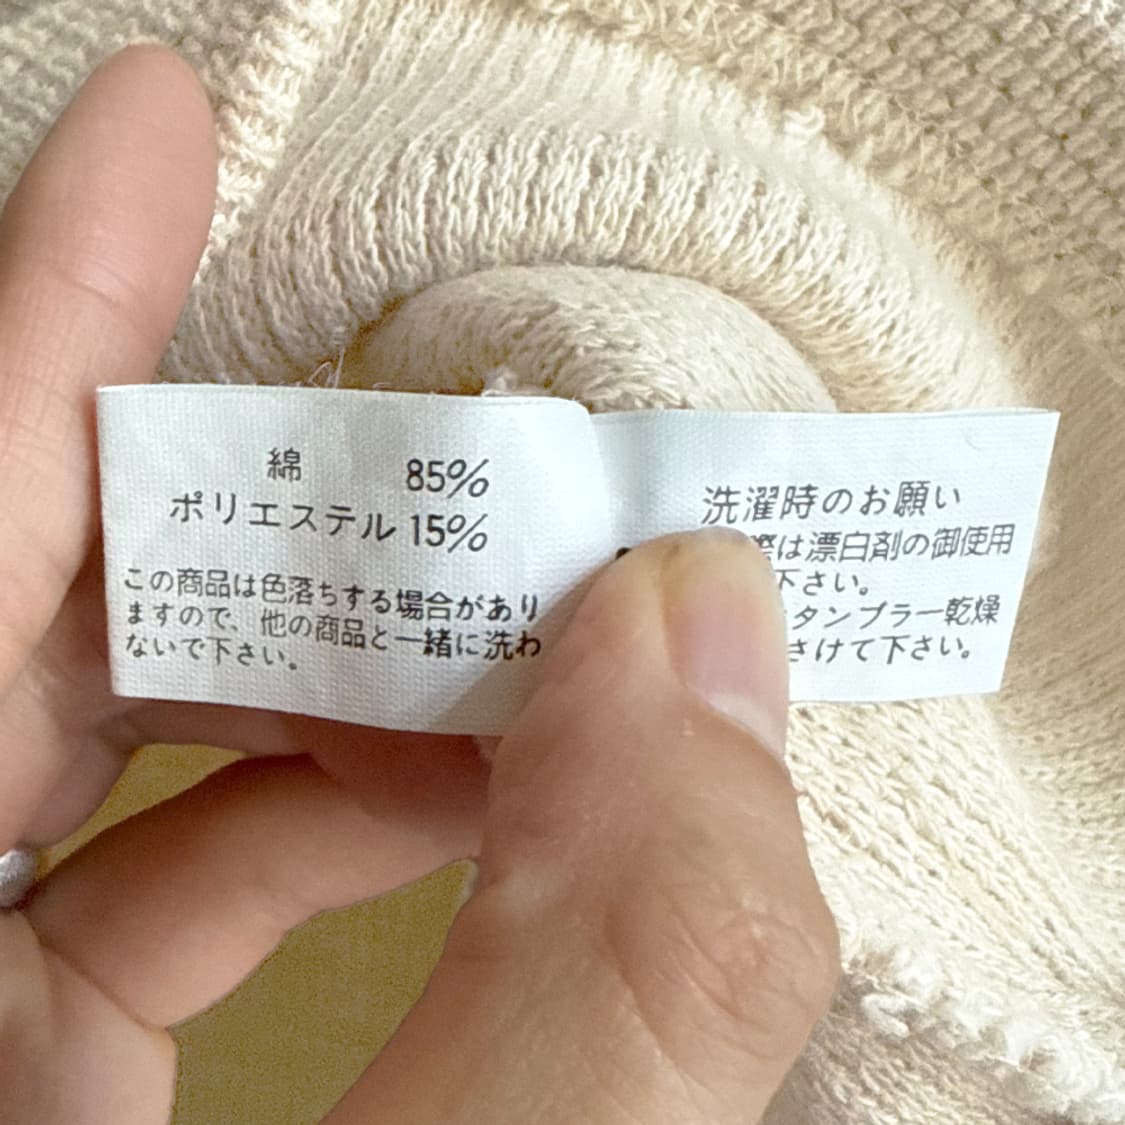 綿 85%
ポリエステル 15%
この商品は色落ちする場合があり
ますので、他の商品と一緒に洗わ
ないで下さい。
洗濯時のお願い
際は漂白剤の御使用
下さい。
タンブラー乾燥
さけて下さい。